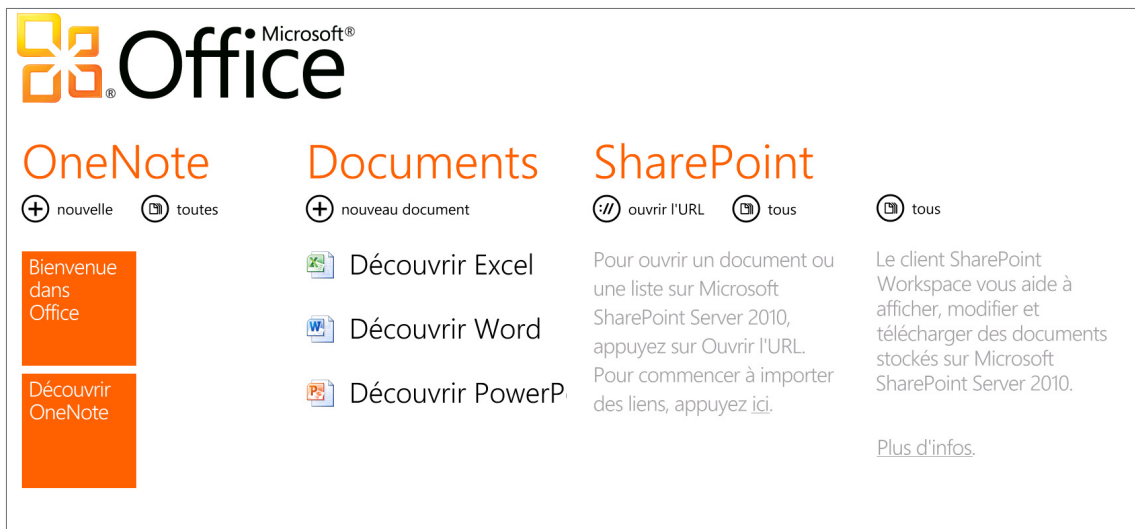 Microsoft®
Office
®
OneNote
nouvelle
toutes
Bienvenue
dans
Office
Découvrir
OneNote
Documents
nouveau document
Découvrir Excel
Découvrir Word
Découvrir PowerP
SharePoint
:// ouvrir l'URL
tous
Pour ouvrir un document ou
une liste sur Microsoft
SharePoint Server 2010,
appuyez sur Ouvrir l'URL.
Pour commencer à importer
des liens, appuyez ici.
tous
Le client SharePoint
Workspace vous aide à
afficher, modifier et
télécharger des documents
stockés sur Microsoft
SharePoint Server 2010.
Plus d'infos.